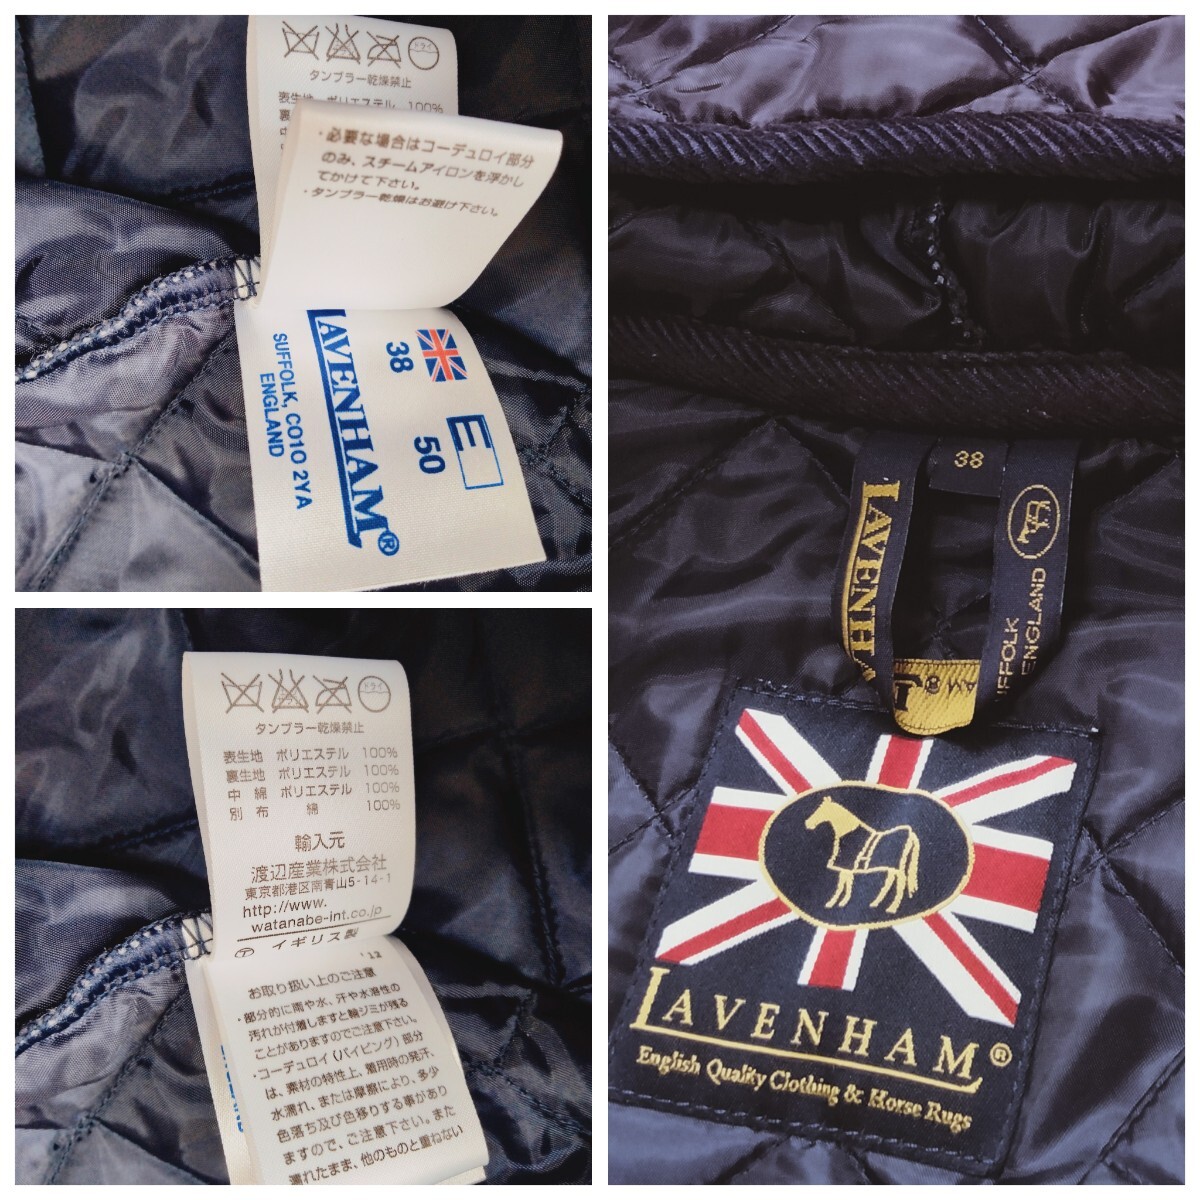 ドライ
タンブラー乾燥禁止
表生地 ポリエステル 100%
・必要な場合はコーデュロイ部分
のみ、スチームアイロンを浮かし
てかけて下さい。
・タンブラー乾燥はお避け下さい。
LAVENHAM®
SUFFOLK, CO10 2YA
ENGLAND
38
E
50
ドライ
タンブラー乾燥禁止
表生地 ポリエステル 100%
裏生地 ポリエステル 100%
中 綿 ポリエステル 100%
別 布 綿 100%
輸入元
渡辺産業株式会社
東京都港区南青山5-14-1
http://www.
watanabe-int.co.jp
イギリス製
'12
お取り扱い上のご注意
・部分的に雨や水、汗や水溶性の
汚れが付着しますと輪ジミが残る
ことがありますのでご注意下さい。
・コーデュロイ(パイピング)部分
は、素材の特性上、着用時の発汗、
水濡れ、または摩擦により、多少
色落ち及び色移りする事があり
ますので、ご注意下さい。また
濡れたまま、他のものと重ねない
38
LAVENHA
UFFOLK
ENGLAND
LAVENHAM®
English Quality Clothing & Horse Rugs